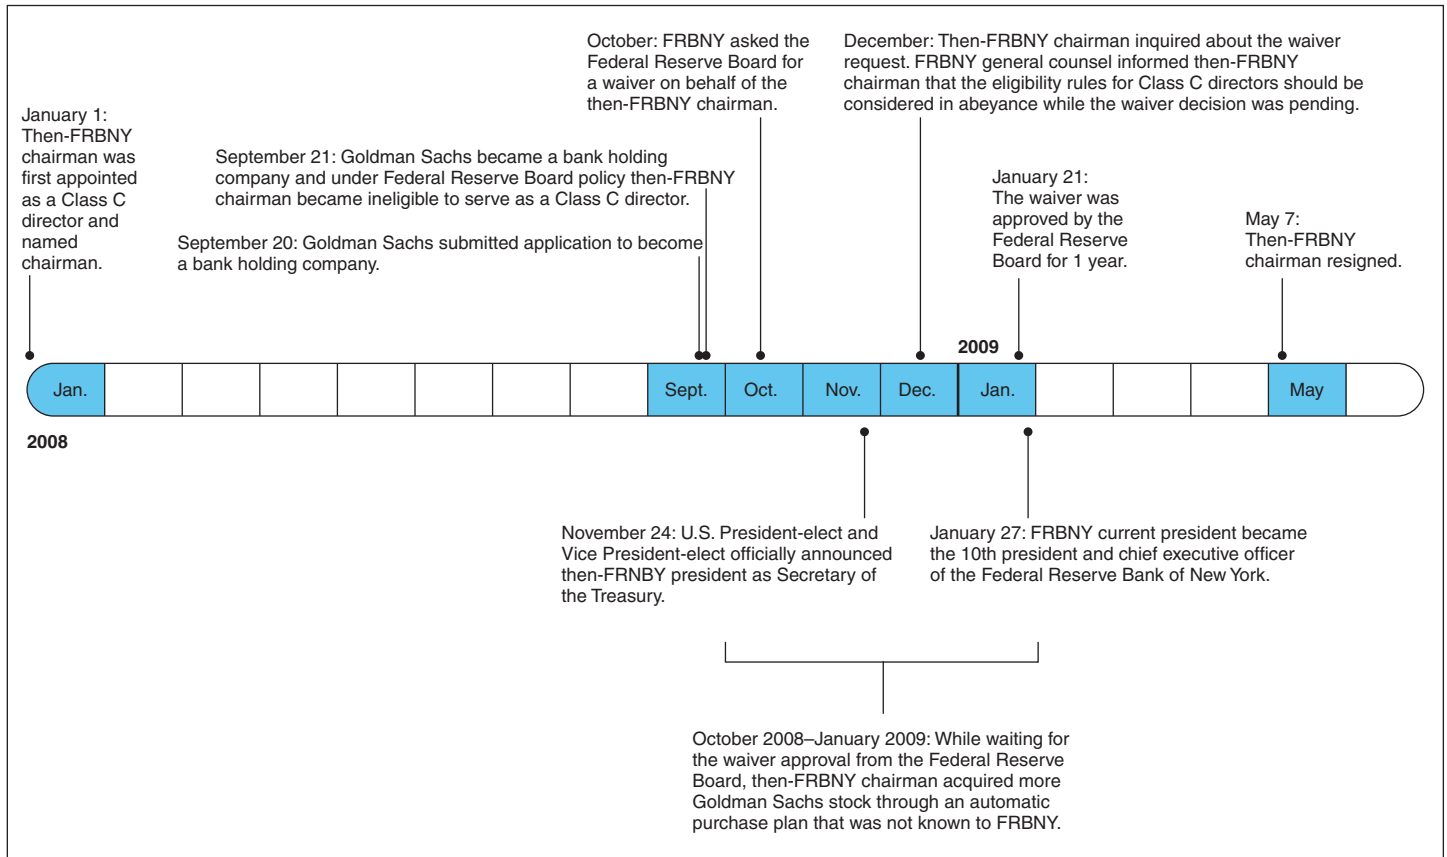 October: FRBNY asked the
Federal Reserve Board for
a waiver on behalf of the
then-FRBNY chairman.
December: Then-FRBNY chairman inquired about the waiver
request. FRBNY general counsel informed then-FRBNY
chairman that the eligibility rules for Class C directors should be
considered in abeyance while the waiver decision was pending.
January 1:
Then-FRBNY
chairman was
first appointed
as a Class C
director and
named
chairman.
September 21: Goldman Sachs became a bank holding
company and under Federal Reserve Board policy then-FRBNY
chairman became ineligible to serve as a Class C director.
September 20: Goldman Sachs submitted application to become
a bank holding company.
January 21:
The waiver was
approved by the
Federal Reserve
Board for 1 year.
May 7:
Then-FRBNY
chairman resigned.
2009
Jan.
Sept.
Oct.
Nov.
Dec.
Jan.
May
2008
November 24: U.S. President-elect and
Vice President-elect officially announced
then-FRNBY president as Secretary of
the Treasury.
January 27: FRBNY current president became
the 10th president and chief executive officer
of the Federal Reserve Bank of New York.
October 2008–January 2009: While waiting for
the waiver approval from the Federal Reserve
Board, then-FRBNY chairman acquired more
Goldman Sachs stock through an automatic
purchase plan that was not known to FRBNY.